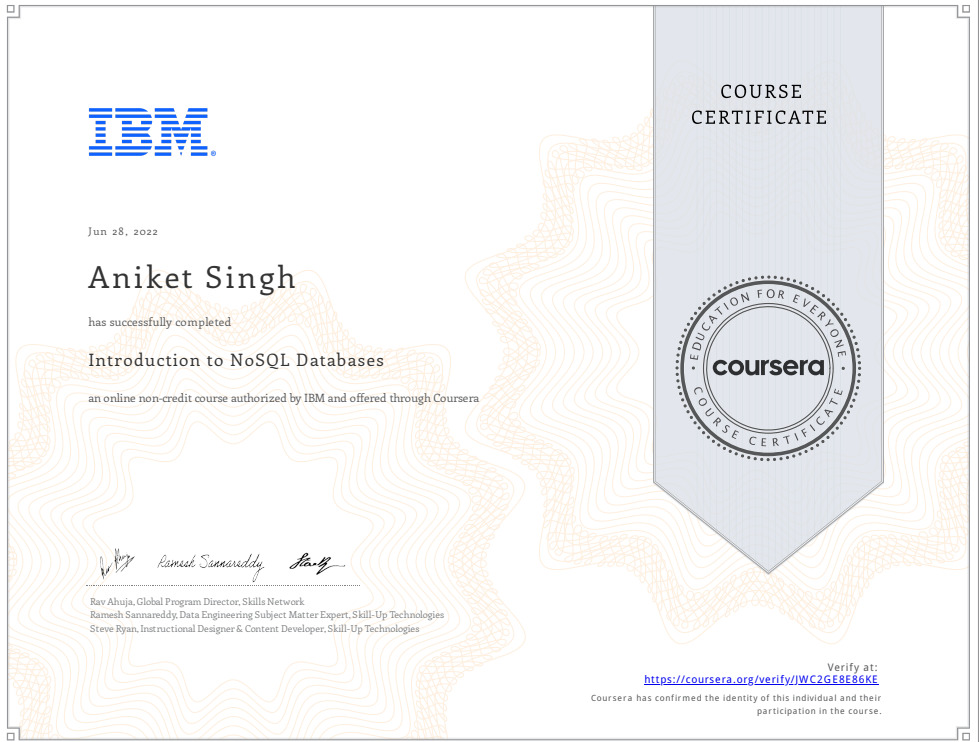 COURSE
CERTIFICATE
IBM®
Jun 28, 2022
Aniket Singh
has successfully completed
Introduction to NoSQL Databases
an online non-credit course authorized by IBM and offered through Coursera
EDUCATION FOR EVERYONE
coursera
COURSE CERTIFICATE
Ramesh Sannareddy
Rav Ahuja, Global Program Director, Skills Network
Ramesh Sannareddy, Data Engineering Subject Matter Expert, Skill-Up Technologies
Steve Ryan, Instructional Designer & Content Developer, Skill-Up Technologies
Verify at:
https://coursera.org/verify/JWC2GE8E86KE
Coursera has confirmed the identity of this individual and their
participation in the course.